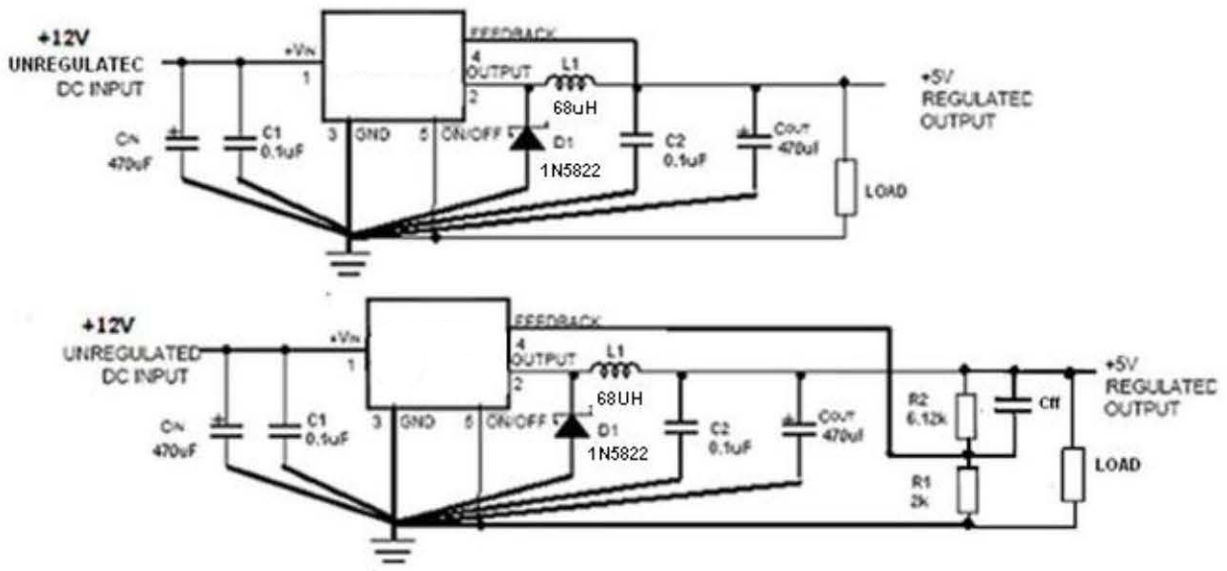 +12V
UNREGULATEC
DC INPUT
+VIN
1
FEEDBACK
4
OUTPUT
2
L1
68uH
+5V
REGULATEC
OUTPUT
CIN
470uF
C1
0.1uF
3
GND
5
ON/OFF
D1
1N5822
C2
0.1uF
COUT
470uf
LOAD
+12V
UNREGULATED
DC INPUT
+VIN
1
FEEDBACK
4
OUTPUT
2
L1
68UH
+5V
REGULATEC
OUTPUT
CIN
470uF
C1
0.1uF
3
GND
5
ON/OFF
D1
1N5822
C2
0.1uF
COUT
470uf
R2
6.12k
Cff
R1
2k
LOAD